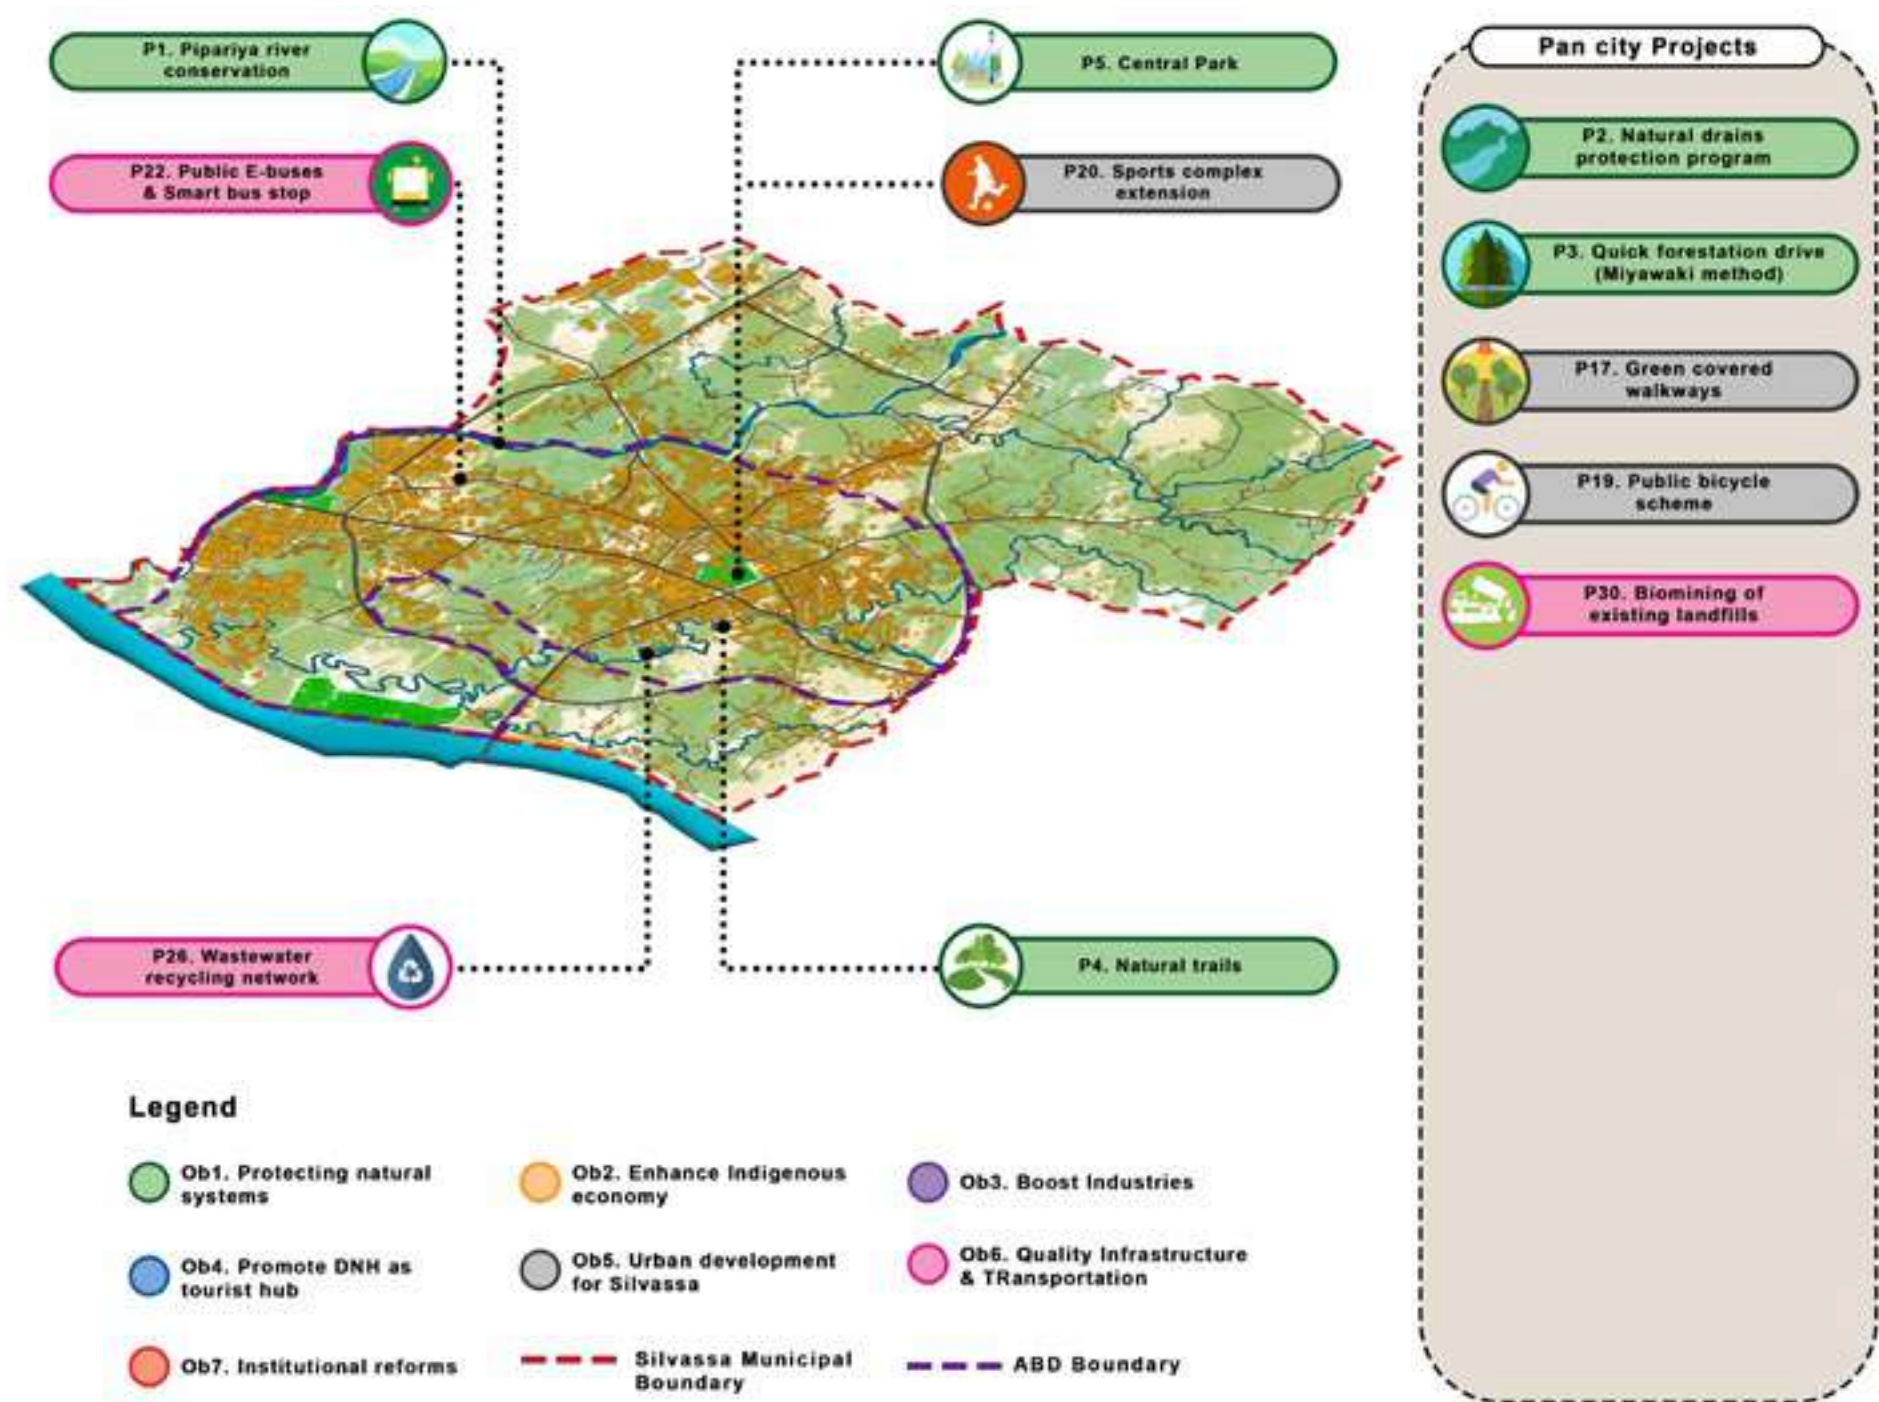 P1. Pipariya river
conservation
P22. Public E-buses
& Smart bus stop
P5. Central Park
P20. Sports complex
extension
Pan city Projects
P2. Natural drains
protection program
P3. Quick forestation drive
(Miyawaki method)
P17. Green covered
walkways
P19. Public bicycle
scheme
P30. Biomining of
existing landfills
P26. Wastewater
recycling network
P4. Natural trails
Legend
Ob1. Protecting natural
systems
Ob2. Enhance Indigenous
economy
Ob3. Boost Industries
Ob4. Promote DNH as
tourist hub
Ob5. Urban development
for Silvassa
Ob6. Quality Infrastructure
& TRansportation
Ob7. Institutional reforms
Silvassa Municipal
Boundary
ABD Boundary